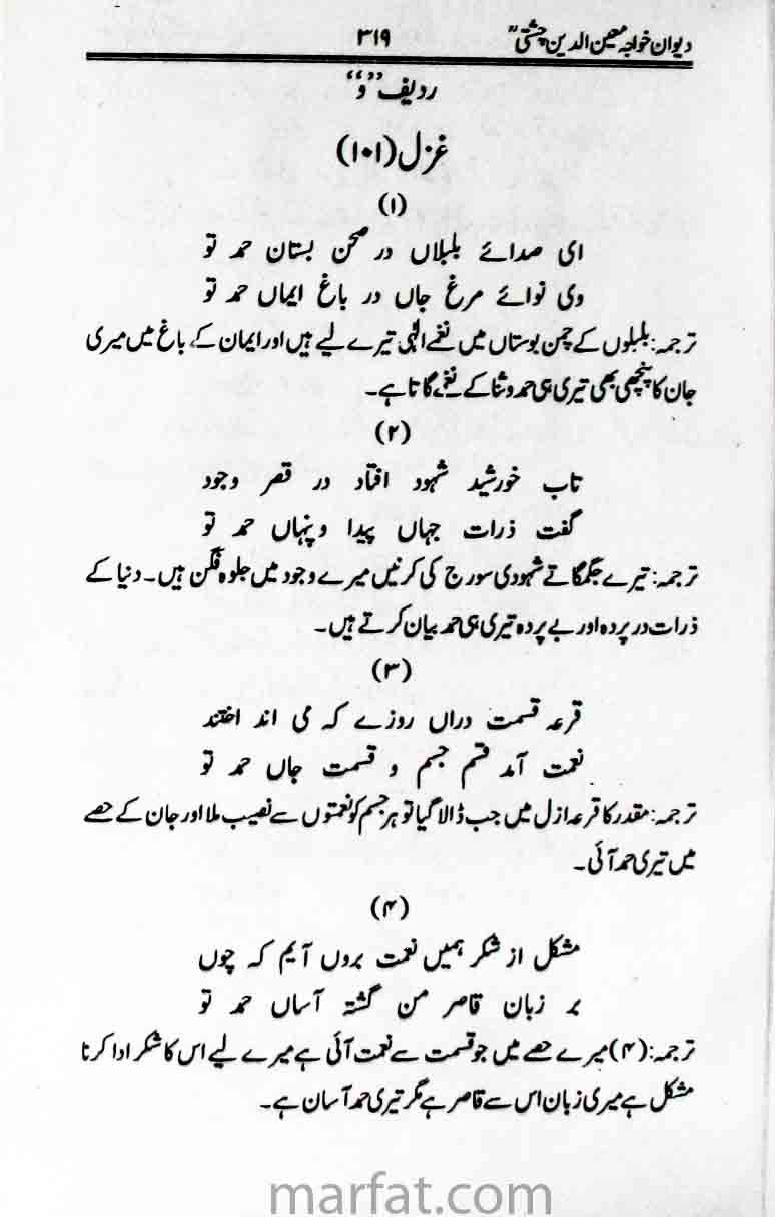 دیوان خواجہ معین الدین چشتیؒ ۳۱۹
ردیف ”و“
غزل (۱۰۱)
(۱)
ای صدائے بلبلاں در صحن بستان حمد تو
وی نوائے مرغ جاں در باغ ایماں حمد تو
ترجمہ: بلبلوں کے چمن بوستاں میں نغمے الٰہی تیرے لیے ہیں اور ایمان کے باغ میں میری
جان کا پنچھی بھی تیری ہی حمد و ثنا کے نغمے گاتا ہے۔
(۲)
تاب خورشید شہود افتاد در قصر وجود
گفت ذرات جہاں پیدا و پنہاں حمد تو
ترجمہ: تیرے جگمگاتے شہودی سورج کی کرنیں میرے وجود میں جلوہ فگن ہیں۔ دنیا کے
ذرات در پردہ اور بے پردہ تیری ہی حمد بیان کرتے ہیں۔
(۳)
قرعہ قسمت دراں روزے کہ می اند اختند
نعمت آمد قسم جسم و قسمت جاں حمد تو
ترجمہ: مقدر کا قرعہ ازل میں جب ڈالا گیا تو ہر جسم کو نعمتوں سے نصیب ملا اور جان کے حصے
میں تیری حمد آئی۔
(۴)
مشکل از شکر ہمیں نعمت بروں آیم کہ چوں
بر زبان قاصر من گشتہ آساں حمد تو
ترجمہ: (۴) میرے حصے میں جو قسمت سے نعمت آئی ہے میرے لیے اس کا شکر ادا کرنا
مشکل ہے میری زبان اس سے قاصر ہے مگر تیری حمد آسان ہے۔
marfat.com